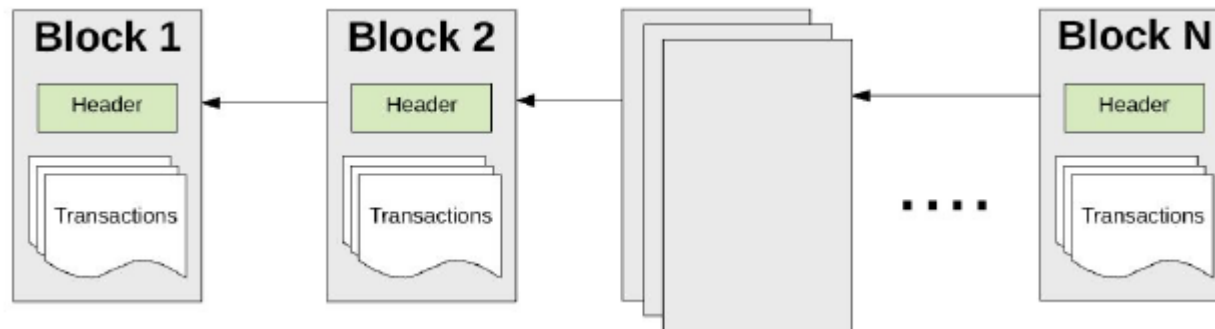 Block 1
Header
Transactions
Block 2
Header
Transactions
....
Block N
Header
Transactions